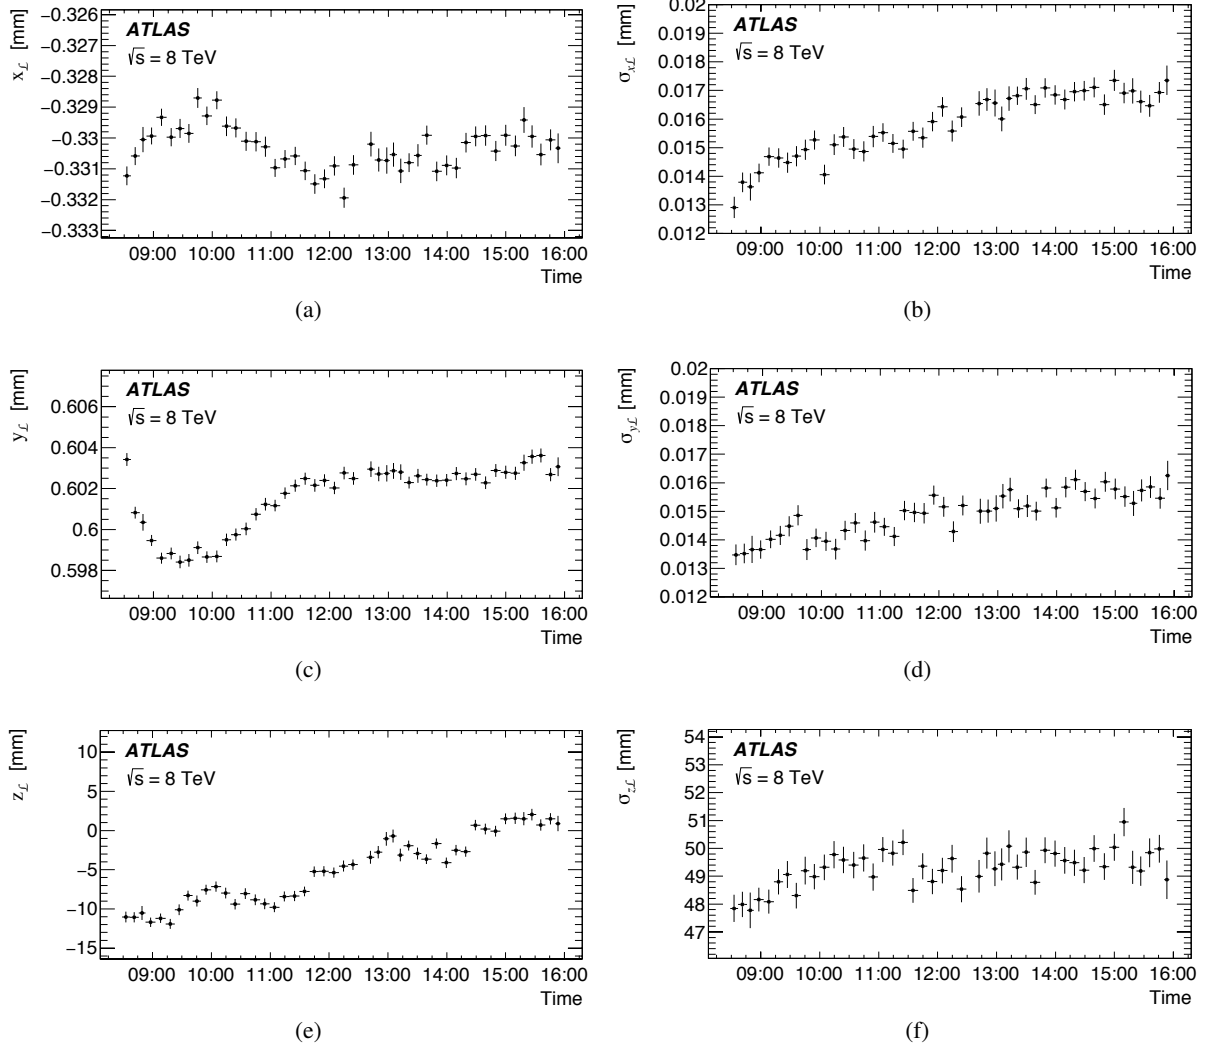 x_ℒ [mm]
−0.326
−0.327
−0.328
−0.329
−0.33
−0.331
−0.332
−0.333
ATLAS
√s = 8 TeV
09:00 10:00 11:00 12:00 13:00 14:00 15:00 16:00
Time
(a)
σ_xℒ [mm]
0.02
0.019
0.018
0.017
0.016
0.015
0.014
0.013
0.012
ATLAS
√s = 8 TeV
09:00 10:00 11:00 12:00 13:00 14:00 15:00 16:00
Time
(b)
y_ℒ [mm]
0.606
0.604
0.602
0.6
0.598
ATLAS
√s = 8 TeV
09:00 10:00 11:00 12:00 13:00 14:00 15:00 16:00
Time
(c)
σ_yℒ [mm]
0.02
0.019
0.018
0.017
0.016
0.015
0.014
0.013
0.012
ATLAS
√s = 8 TeV
09:00 10:00 11:00 12:00 13:00 14:00 15:00 16:00
Time
(d)
z_ℒ [mm]
10
5
0
−5
−10
−15
ATLAS
√s = 8 TeV
09:00 10:00 11:00 12:00 13:00 14:00 15:00 16:00
Time
(e)
σ_zℒ [mm]
54
53
52
51
50
49
48
47
ATLAS
√s = 8 TeV
09:00 10:00 11:00 12:00 13:00 14:00 15:00 16:00
Time
(f)